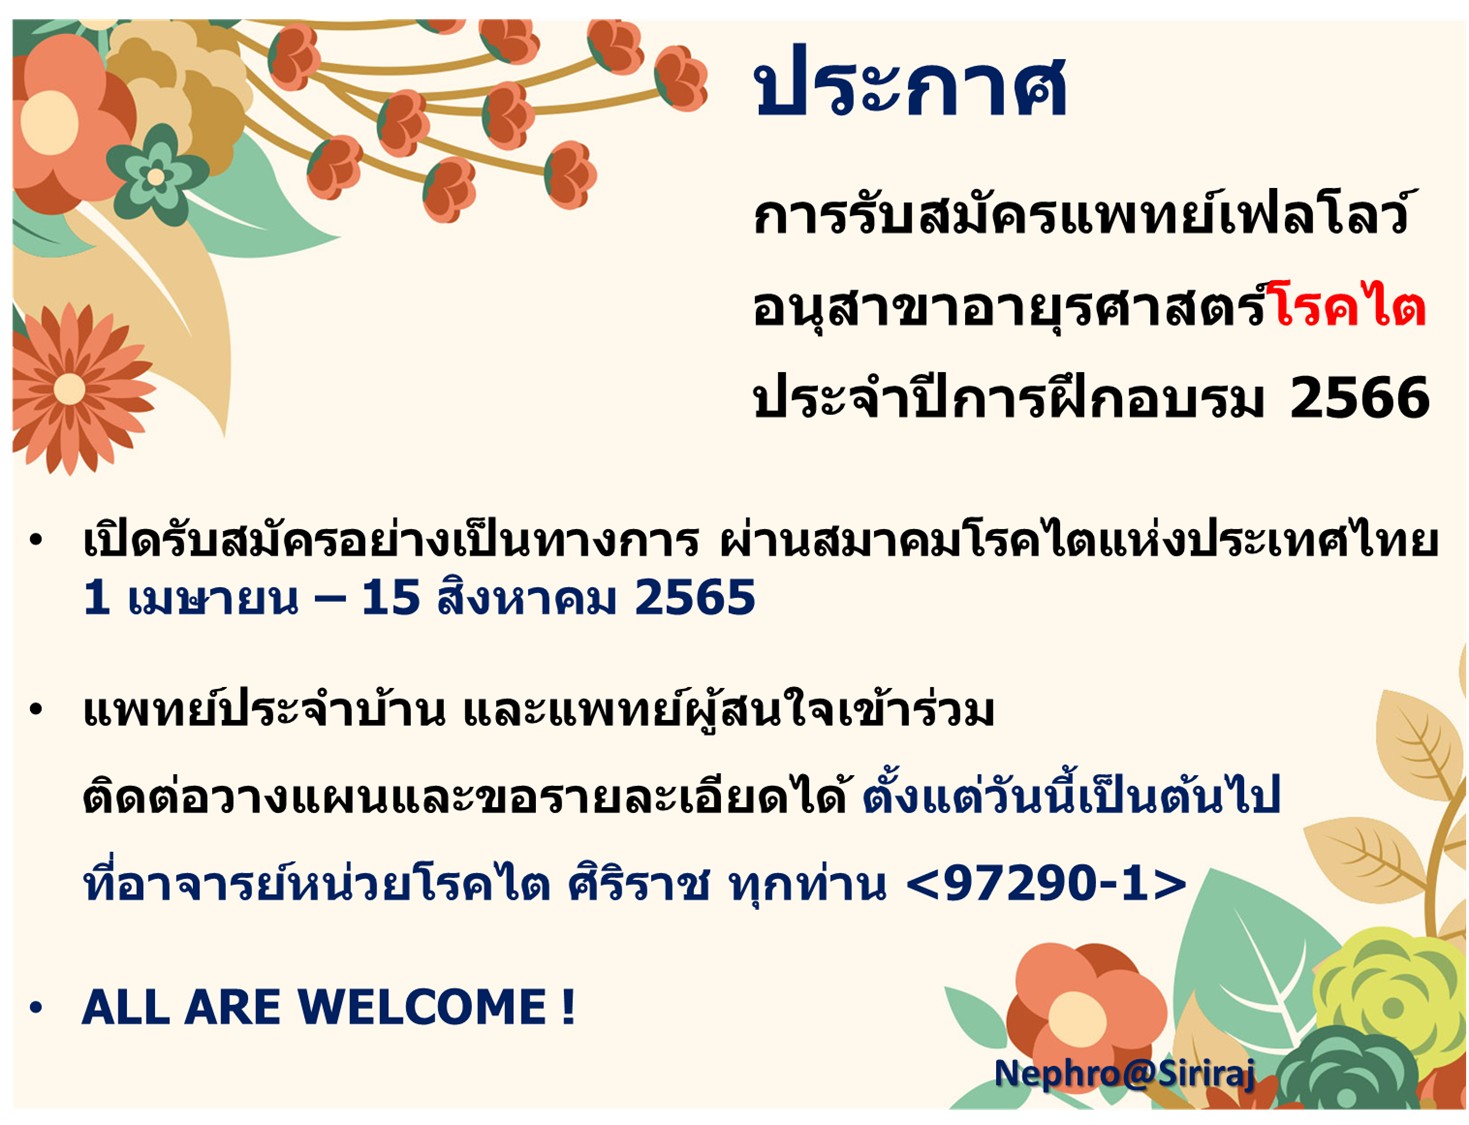 ประกาศ
การรับสมัครแพทย์เฟลโลว์
อนุสาขาอายุรศาสตร์โรคไต
ประจำปีการฝึกอบรม 2566
• เปิดรับสมัครอย่างเป็นทางการ ผ่านสมาคมโรคไตแห่งประเทศไทย
1 เมษายน – 15 สิงหาคม 2565
• แพทย์ประจำบ้าน และแพทย์ผู้สนใจเข้าร่วม
ติดต่อวางแผนและขอรายละเอียดได้ ตั้งแต่วันนี้เป็นต้นไป
ที่อาจารย์หน่วยโรคไต ศิริราช ทุกท่าน <97290-1>
• ALL ARE WELCOME !
Nephro@Siriraj